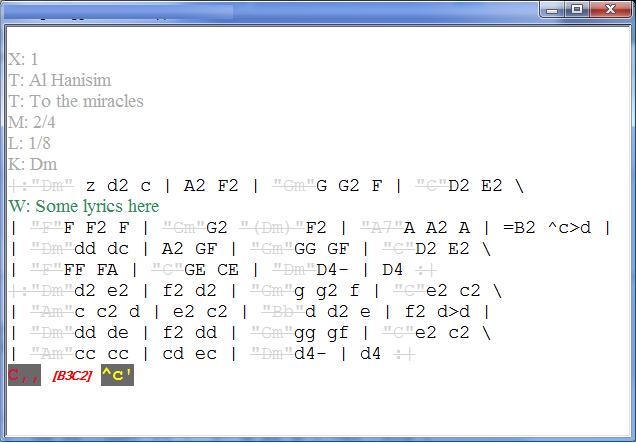 X: 1
T: Al Hanisim
T: To the miracles
M: 2/4
L: 1/8
K: Dm
|:"Dm" z d2 c | A2 F2 | "Gm"G G2 F | "C"D2 E2 \
W: Some lyrics here
| "F"F F2 F | "Gm"G2 "(Dm)"F2 | "A7"A A2 A | =B2 ^c>d |
| "Dm"dd dc | A2 GF | "Gm"GG GF | "C"D2 E2 \
| "F"FF FA | "C"GE CE | "Dm"D4- | D4 :|
|:"Dm"d2 e2 | f2 d2 | "Gm"g g2 f | "C"e2 c2 \
| "Am"c c2 d | e2 c2 | "Bb"d d2 e | f2 d>d |
| "Dm"dd de | f2 dd | "Gm"gg gf | "C"e2 c2 \
| "Am"cc cc | cd ec | "Dm"d4- | d4 :|
C,, [B3C2] ^c'